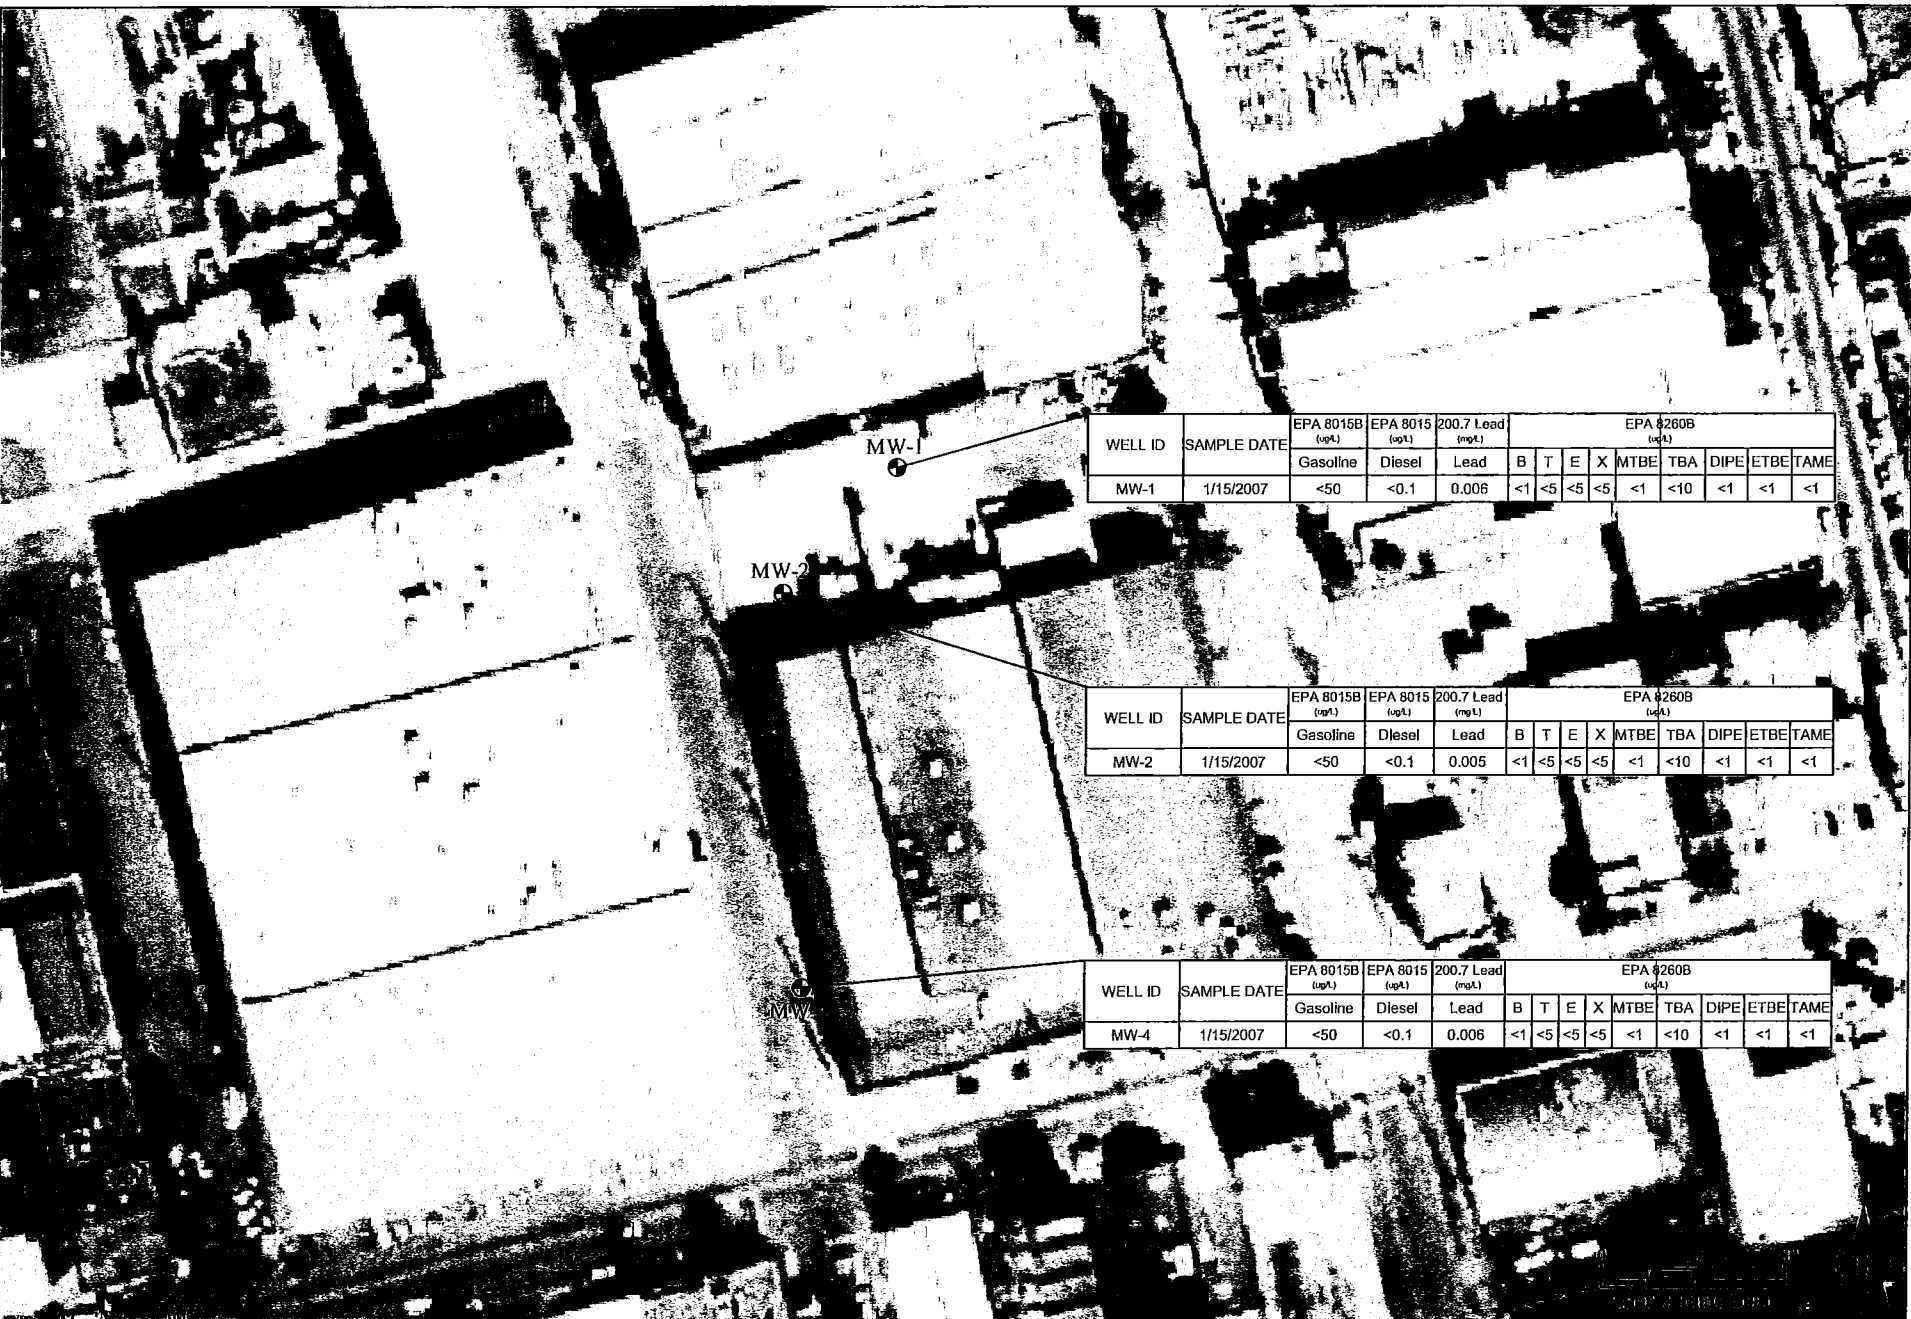 MW-1
WELL ID SAMPLE DATE EPA 8015B (ug/L) EPA 8015 (ug/L) 200.7 Lead (mg/L) EPA 8260B (ug/L)
Gasoline Diesel Lead B T E X MTBE TBA DIPE ETBE TAME
MW-1 1/15/2007 <50 <0.1 0.006 <1 <5 <5 <5 <1 <10 <1 <1 <1
MW-2
WELL ID SAMPLE DATE EPA 8015B (ug/L) EPA 8015 (ug/L) 200.7 Lead (mg/L) EPA 8260B (ug/L)
Gasoline Diesel Lead B T E X MTBE TBA DIPE ETBE TAME
MW-2 1/15/2007 <50 <0.1 0.005 <1 <5 <5 <5 <1 <10 <1 <1 <1
WELL ID SAMPLE DATE EPA 8015B (ug/L) EPA 8015 (ug/L) 200.7 Lead (mg/L) EPA 8260B (ug/L)
Gasoline Diesel Lead B T E X MTBE TBA DIPE ETBE TAME
MW-4 1/15/2007 <50 <0.1 0.006 <1 <5 <5 <5 <1 <10 <1 <1 <1
MW